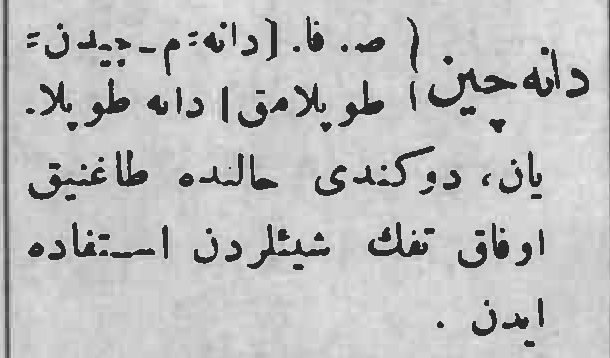 دانه چین ( ص. فا. [دانه=م ـ چیدن=
طوپلامق] دانه طوپلا.
یان، دوکندی حالنده طاغنیق
اوفاق تفك شیئلردن استفاده
ایدن .